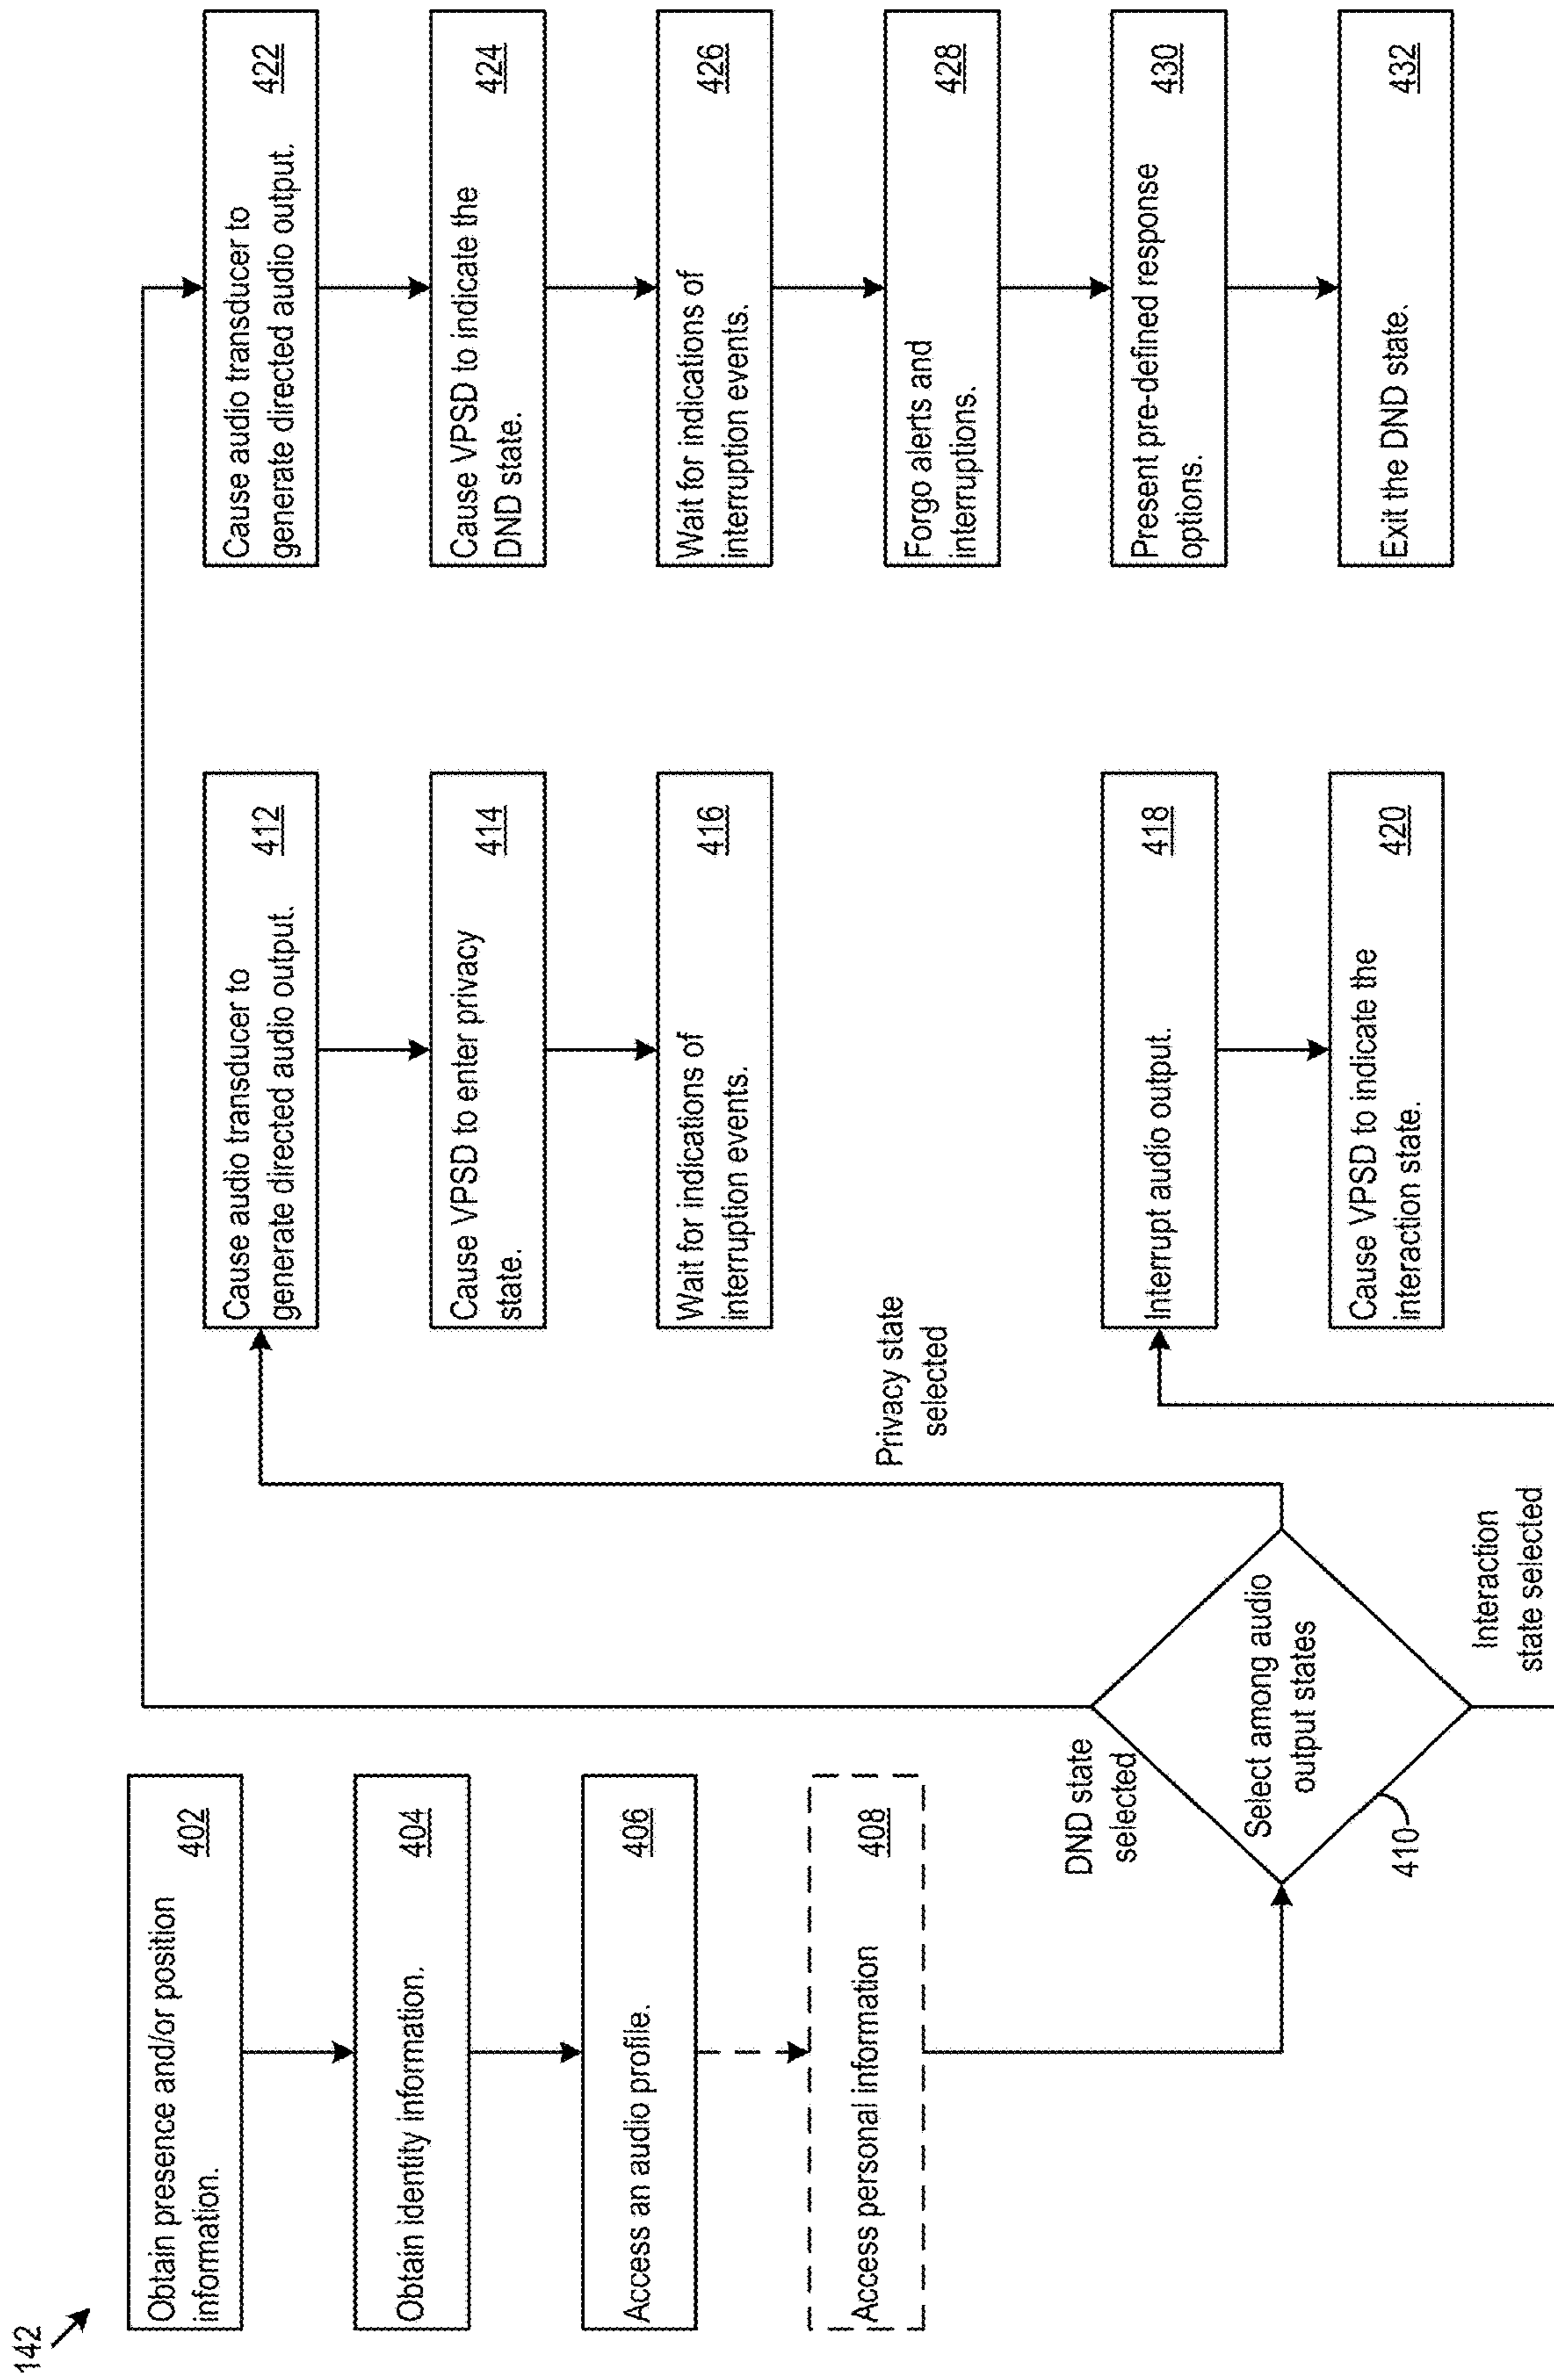 142
Obtain presence and/or position
information.
402
Obtain identity information.
404
Access an audio profile.
406
Access personal information
408
DND state
selected
Select among audio
output states
410
Privacy state
selected
Interaction
state selected
Cause audio transducer to
generate directed audio output.
412
Cause VPSD to enter privacy
state.
414
Wait for indications of
interruption events.
416
Interrupt audio output.
418
Cause VPSD to indicate the
interaction state.
420
Cause audio transducer to
generate directed audio output.
422
Cause VPSD to indicate the
DND state.
424
Wait for indications of
interruption events.
426
Forgo alerts and
interruptions.
428
Present pre-defined response
options.
430
Exit the DND state.
432